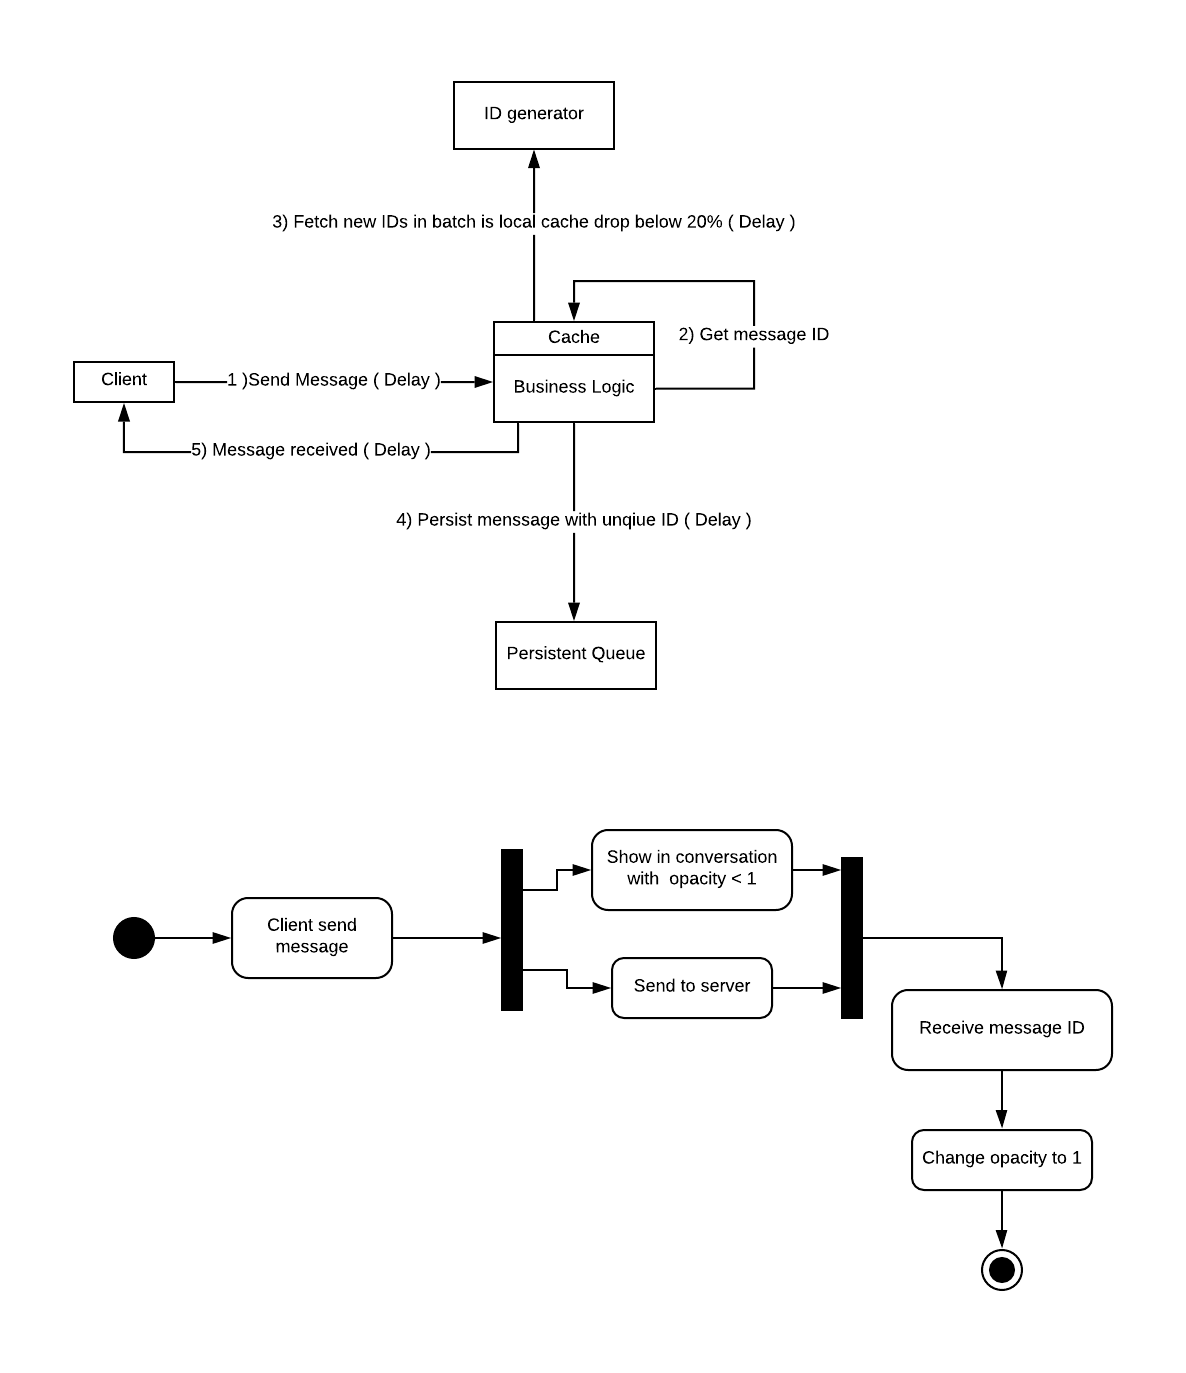 ID generator
3) Fetch new IDs in batch is local cache drop below 20% ( Delay )
Cache
2) Get message ID
Client
1 )Send Message ( Delay )
Business Logic
5) Message received ( Delay )
4) Persist menssage with unqiue ID ( Delay )
Persistent Queue
Show in conversation
with  opacity < 1
Client send
message
Send to server
Receive message ID
Change opacity to 1